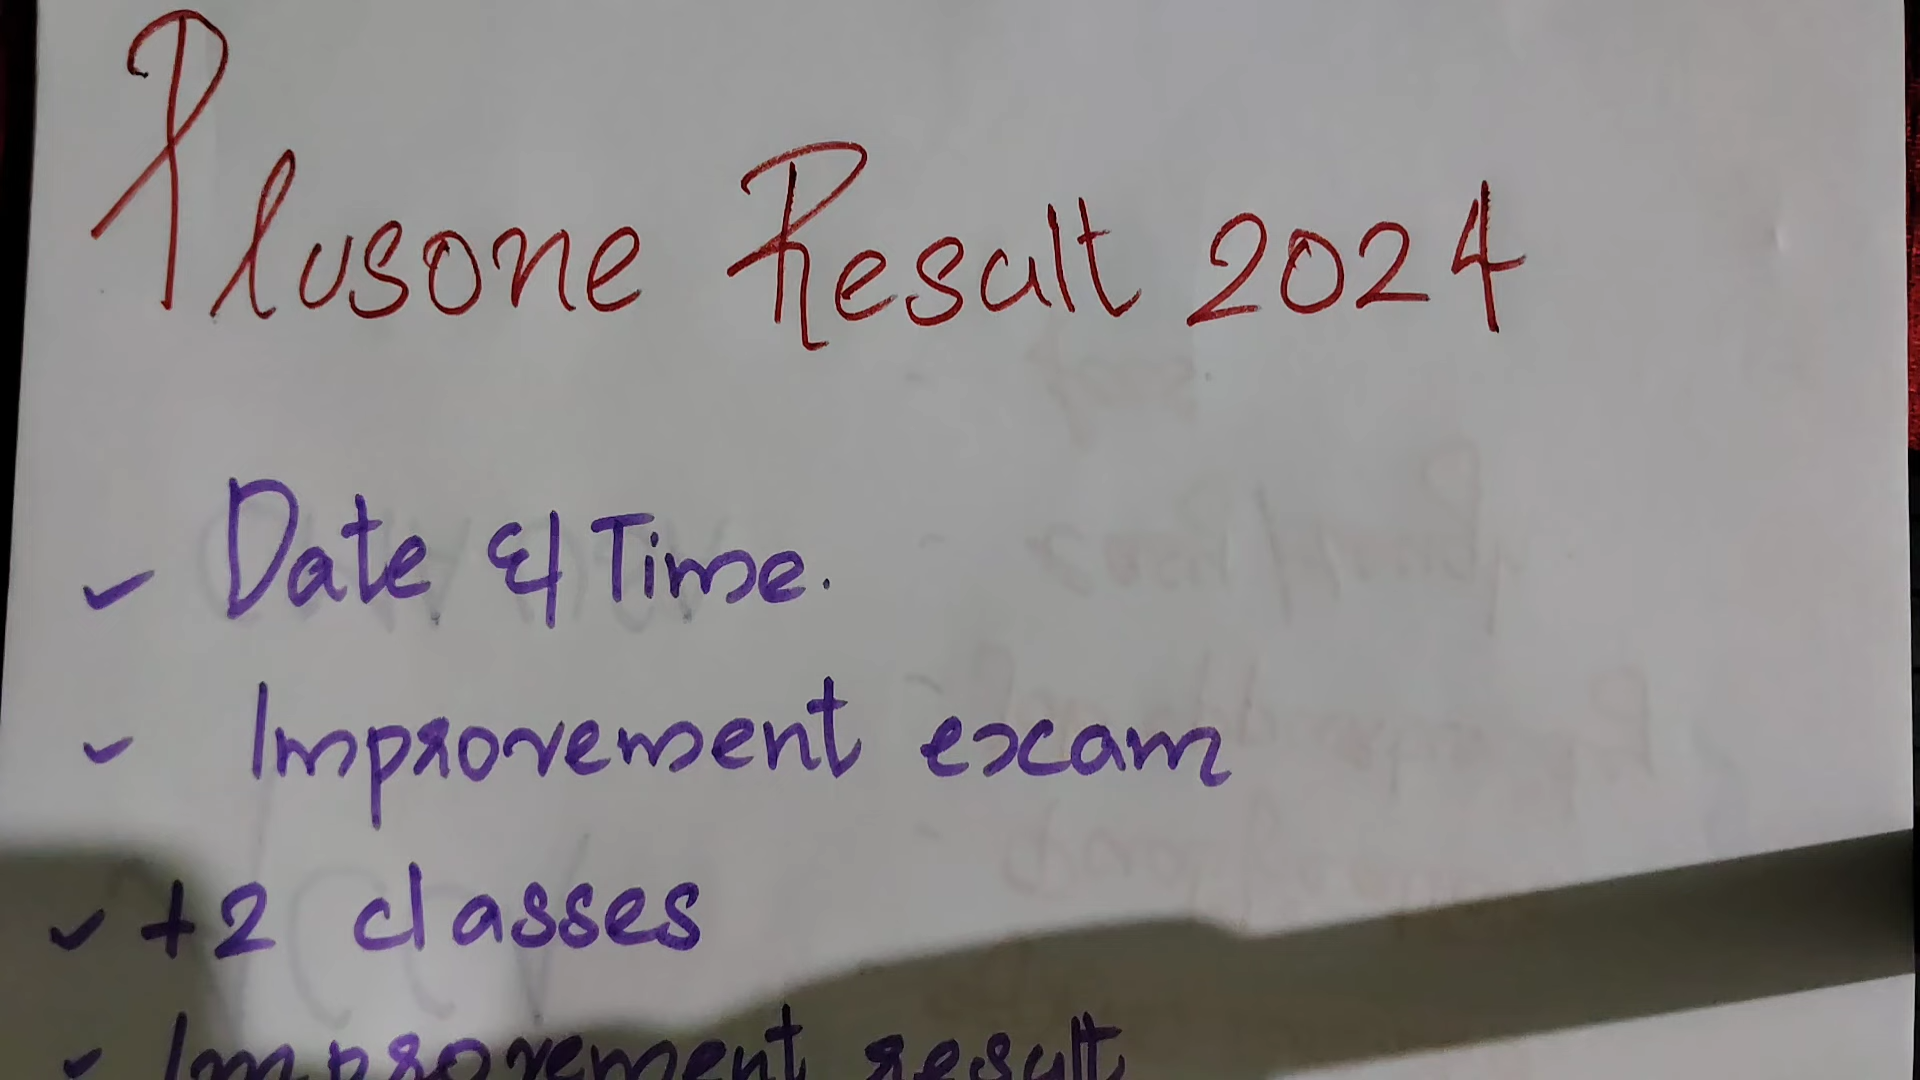 Plusone Result 2024
Date & Time.
Improvement exam
+2 classes
Improvement result